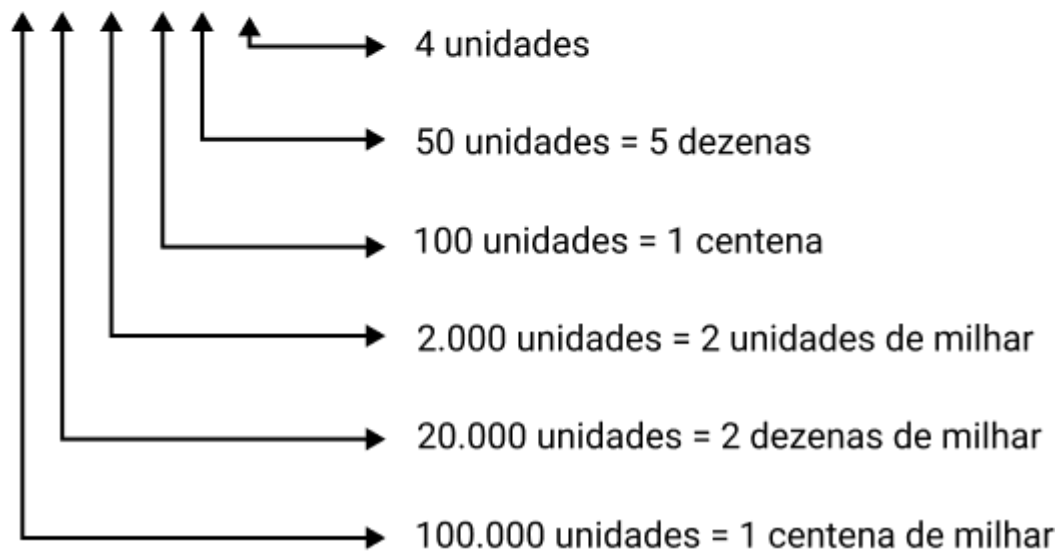 4 unidades
50 unidades = 5 dezenas
100 unidades = 1 centena
2.000 unidades = 2 unidades de milhar
20.000 unidades = 2 dezenas de milhar
100.000 unidades = 1 centena de milhar